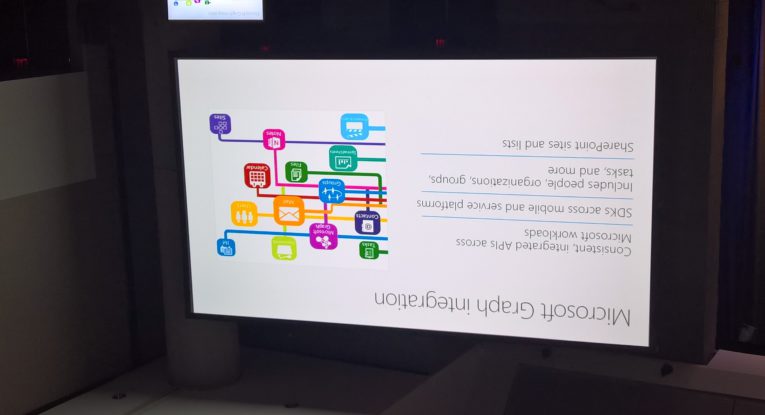 Microsoft Graph integration
Consistent, integrated APIs across
Microsoft workloads
SDKs across mobile and service platforms
Includes people, organizations, groups,
tasks, and more
SharePoint sites and lists
Tasks
Microsoft
Graph
Contacts
Mail
Groups
Files
Calendar
Spreadsheets
Notes
Sites